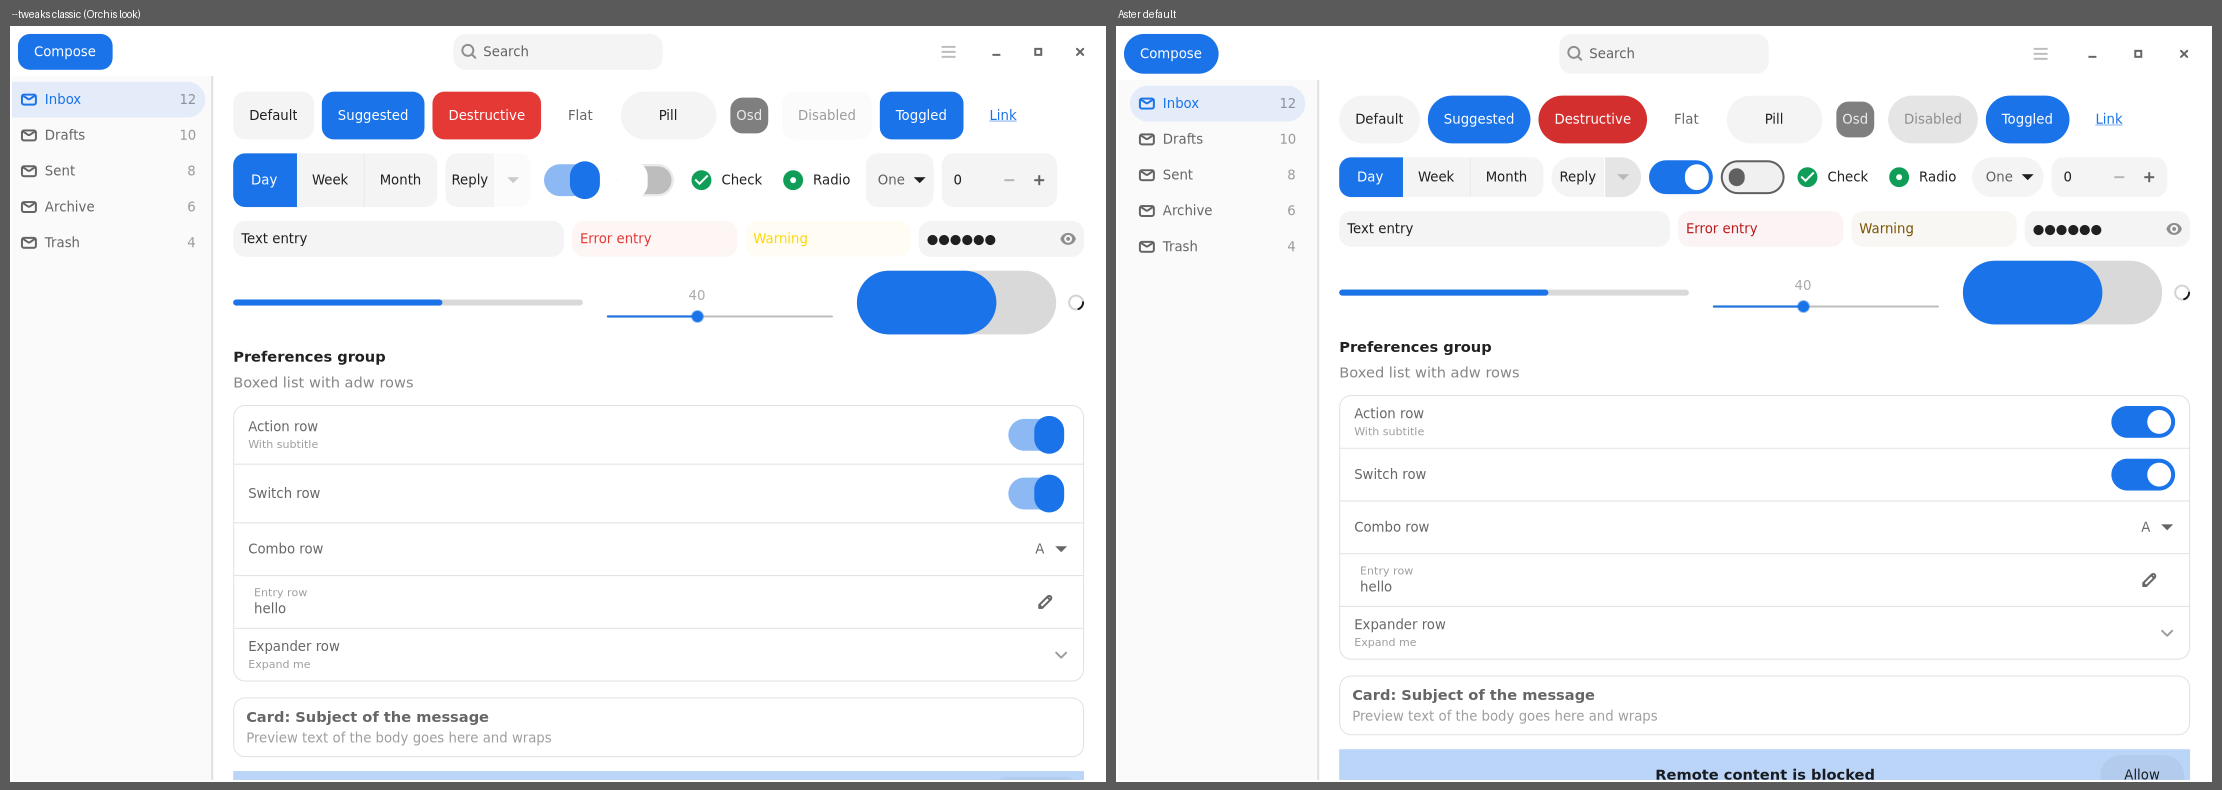 --tweaks classic (Orchis look)
Compose
Search
Inbox 12
Drafts 10
Sent 8
Archive 6
Trash 4
Default Suggested Destructive Flat Pill Osd Disabled Toggled Link
Day Week Month Reply Check Radio One 0 − +
Text entry Error entry Warning ●●●●●●
40
Preferences group
Boxed list with adw rows
Action row
With subtitle
Switch row
Combo row A
Entry row
hello
Expander row
Expand me
Card: Subject of the message
Preview text of the body goes here and wraps
Aster default
Compose
Search
Inbox 12
Drafts 10
Sent 8
Archive 6
Trash 4
Default Suggested Destructive Flat Pill Osd Disabled Toggled Link
Day Week Month Reply Check Radio One 0 − +
Text entry Error entry Warning ●●●●●●
40
Preferences group
Boxed list with adw rows
Action row
With subtitle
Switch row
Combo row A
Entry row
hello
Expander row
Expand me
Card: Subject of the message
Preview text of the body goes here and wraps
Remote content is blocked Allow